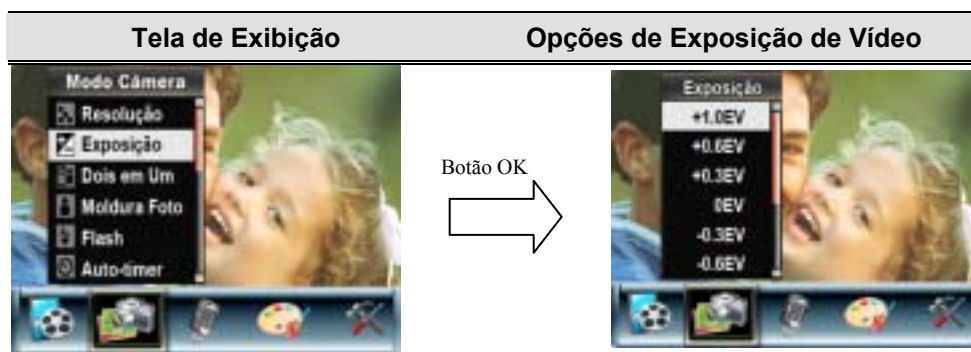 Tela de Exibição
Opções de Exposição de Vídeo
Modo Câmera
Resolução
Exposição
Dois em Um
Moldura Foto
Flash
Auto-timer
Botão OK
Exposição
+1.0EV
+0.6EV
+0.3EV
0EV
-0.3EV
-0.6EV